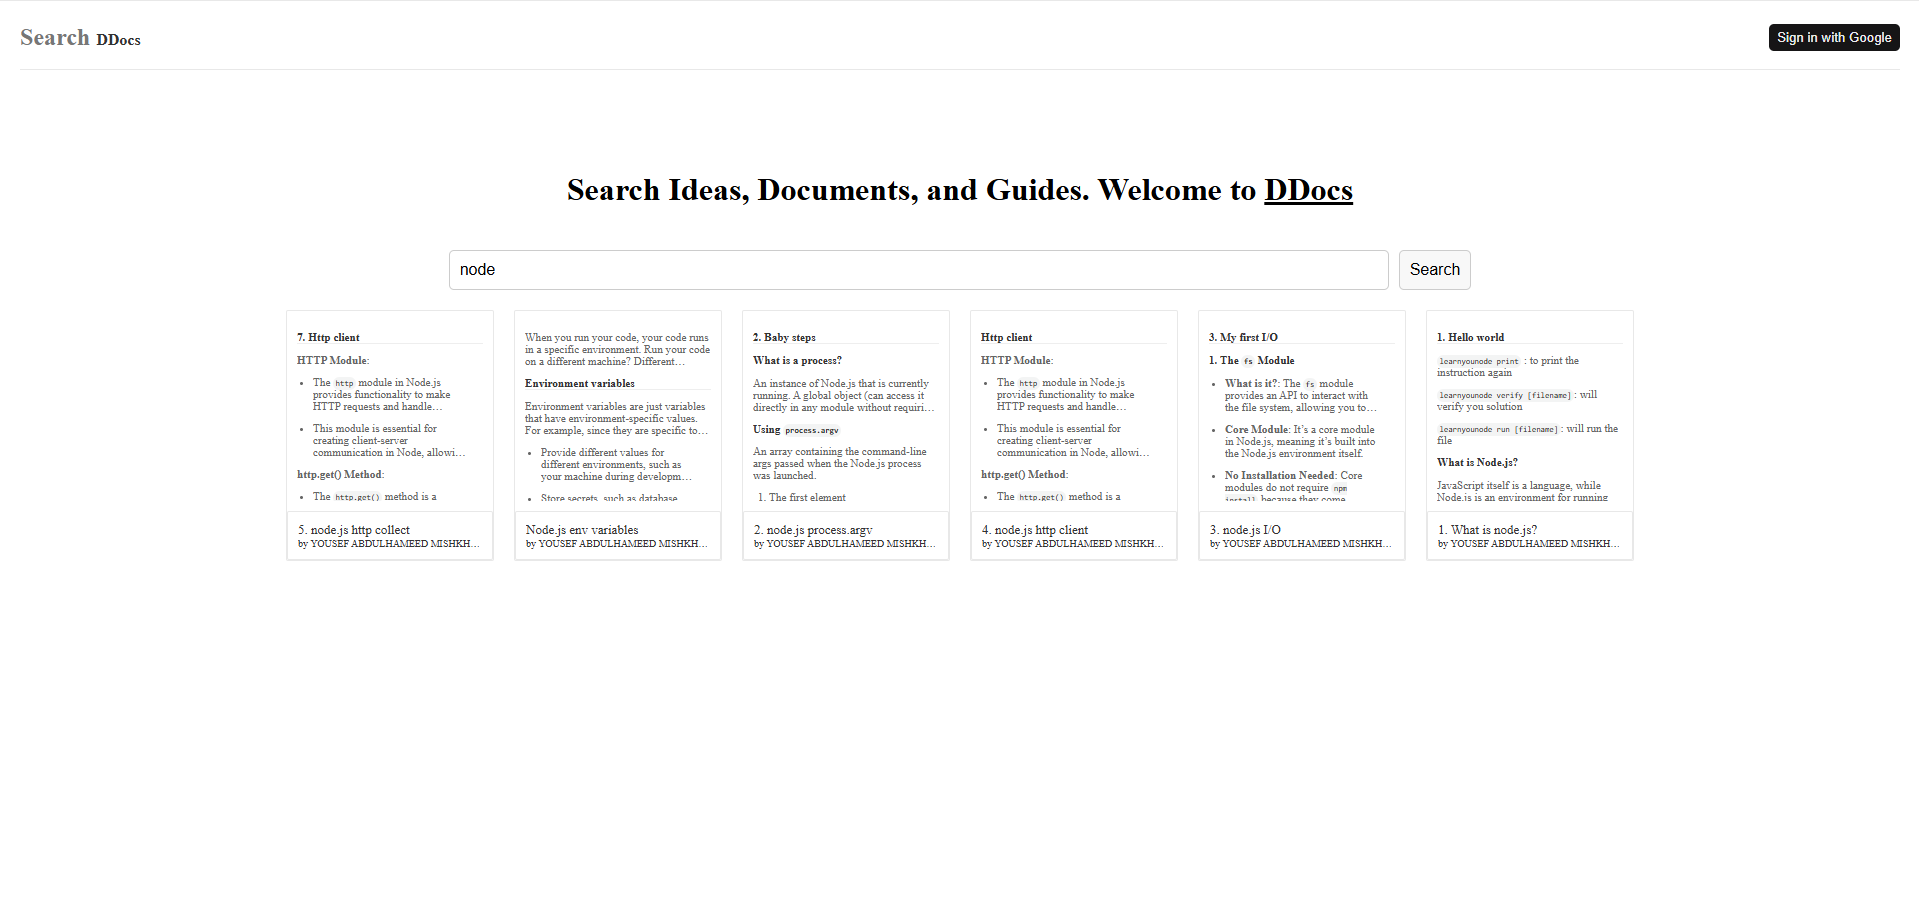 Search DDocs
Sign in with Google
Search Ideas, Documents, and Guides. Welcome to DDocs
node
Search
7. Http client
HTTP Module:
• The http module in Node.js
provides functionality to make
HTTP requests and handle…
• This module is essential for
creating client-server
communication in Node, allowi…
http.get() Method:
• The http.get() method is a
5. node.js http collect
by YOUSEF ABDULHAMEED MISHKH…
When you run your code, your code runs
in a specific environment. Run your code
on a different machine? Different…
Environment variables
Environment variables are just variables
that have environment-specific values.
For example, since they are specific to…
• Provide different values for
different environments, such as
your machine during developm…
• Store secrets, such as database
Node.js env variables
by YOUSEF ABDULHAMEED MISHKH…
2. Baby steps
What is a process?
An instance of Node.js that is currently
running. A global object (can access it
directly in any module without requiri…
Using process.argv
An array containing the command-line
args passed when the Node.js process
was launched.
1. The first element
2. node.js process.argv
by YOUSEF ABDULHAMEED MISHKH…
Http client
HTTP Module:
• The http module in Node.js
provides functionality to make
HTTP requests and handle…
• This module is essential for
creating client-server
communication in Node, allowi…
http.get() Method:
• The http.get() method is a
4. node.js http client
by YOUSEF ABDULHAMEED MISHKH…
3. My first I/O
1. The fs Module
• What is it?: The fs module
provides an API to interact with
the file system, allowing you to…
• Core Module: It’s a core module
in Node.js, meaning it’s built into
the Node.js environment itself.
• No Installation Needed: Core
modules do not require npm
install because they come
3. node.js I/O
by YOUSEF ABDULHAMEED MISHKH…
1. Hello world
learnyounode print : to print the
instruction again
learnyounode verify [filename] : will
verify you solution
learnyounode run [filename] : will run the
file
What is Node.js?
JavaScript itself is a language, while
Node.js is an environment for running
1. What is node.js?
by YOUSEF ABDULHAMEED MISHKH…